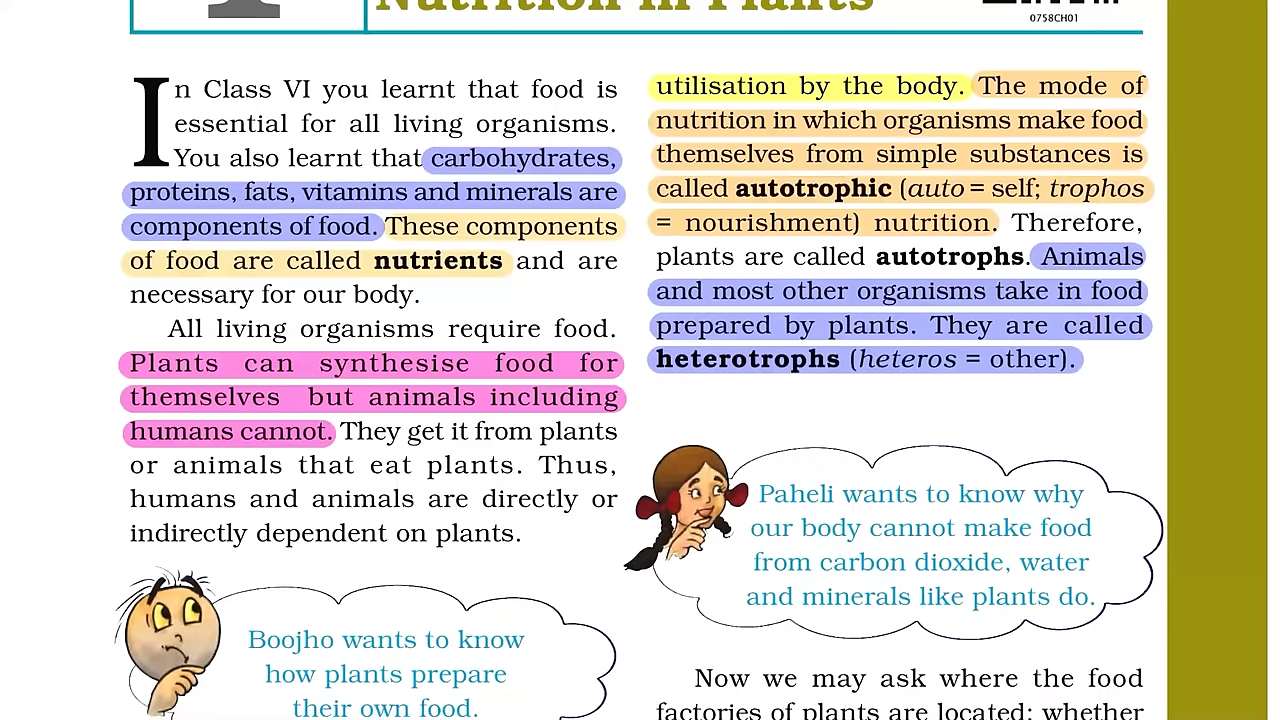 Nutrition in Plants
0758CH01
In Class VI you learnt that food is
essential for all living organisms.
You also learnt that carbohydrates,
proteins, fats, vitamins and minerals are
components of food. These components
of food are called nutrients and are
necessary for our body.
All living organisms require food.
Plants can synthesise food for
themselves but animals including
humans cannot. They get it from plants
or animals that eat plants. Thus,
humans and animals are directly or
indirectly dependent on plants.
Boojho wants to know
how plants prepare
their own food.
utilisation by the body. The mode of
nutrition in which organisms make food
themselves from simple substances is
called autotrophic (auto = self; trophos
= nourishment) nutrition. Therefore,
plants are called autotrophs. Animals
and most other organisms take in food
prepared by plants. They are called
heterotrophs (heteros = other).
Paheli wants to know why
our body cannot make food
from carbon dioxide, water
and minerals like plants do.
Now we may ask where the food
factories of plants are located: whether